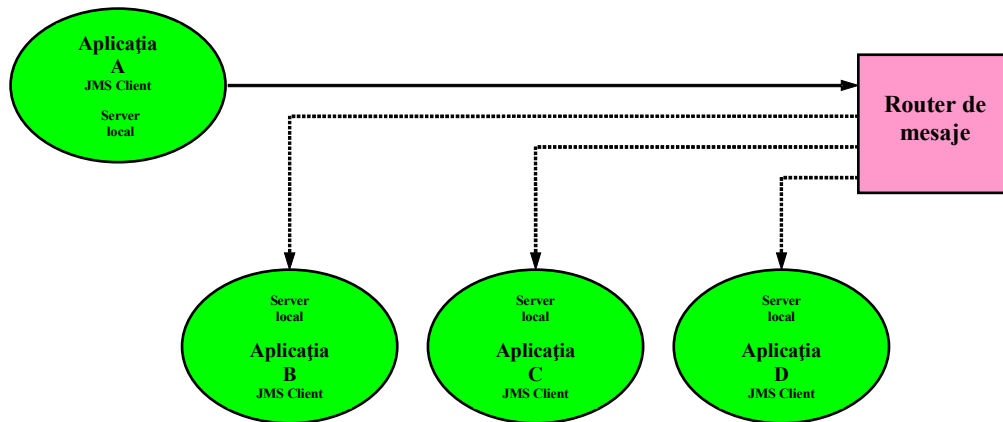 Aplicaţia
A
JMS Client
Server
local
Router de
mesaje
Server
local
Aplicaţia
B
JMS Client
Server
local
Aplicaţia
C
JMS Client
Server
local
Aplicaţia
D
JMS Client